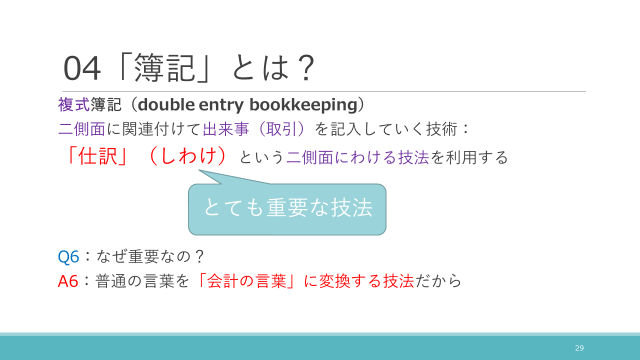 04「簿記」とは？
複式簿記（double entry bookkeeping）
二側面に関連付けて出来事（取引）を記入していく技術：
「仕訳」（しわけ）という二側面にわける技法を利用する
とても重要な技法
Q6：なぜ重要なの？
A6：普通の言葉を「会計の言葉」に変換する技法だから
29